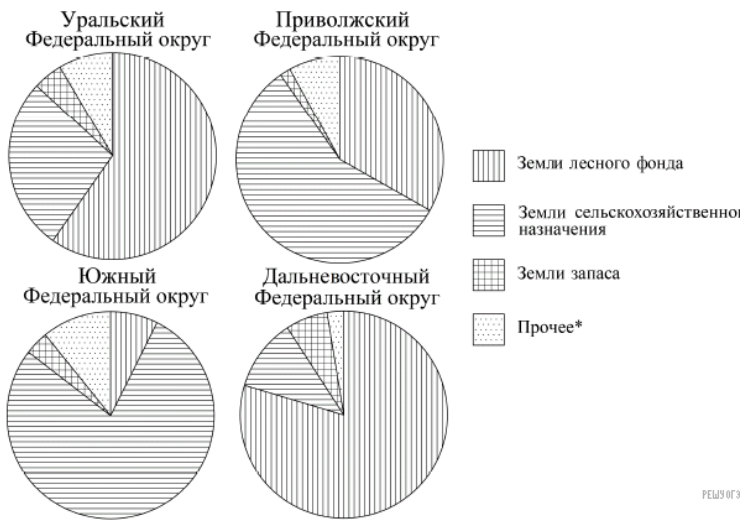 Уральский
Федеральный округ
Приволжский
Федеральный округ
Земли лесного фонда
Земли сельскохозяйственно
назначения
Земли запаса
Прочее*
Южный
Федеральный округ
Дальневосточный
Федеральный округ
РЕШУОГЭ